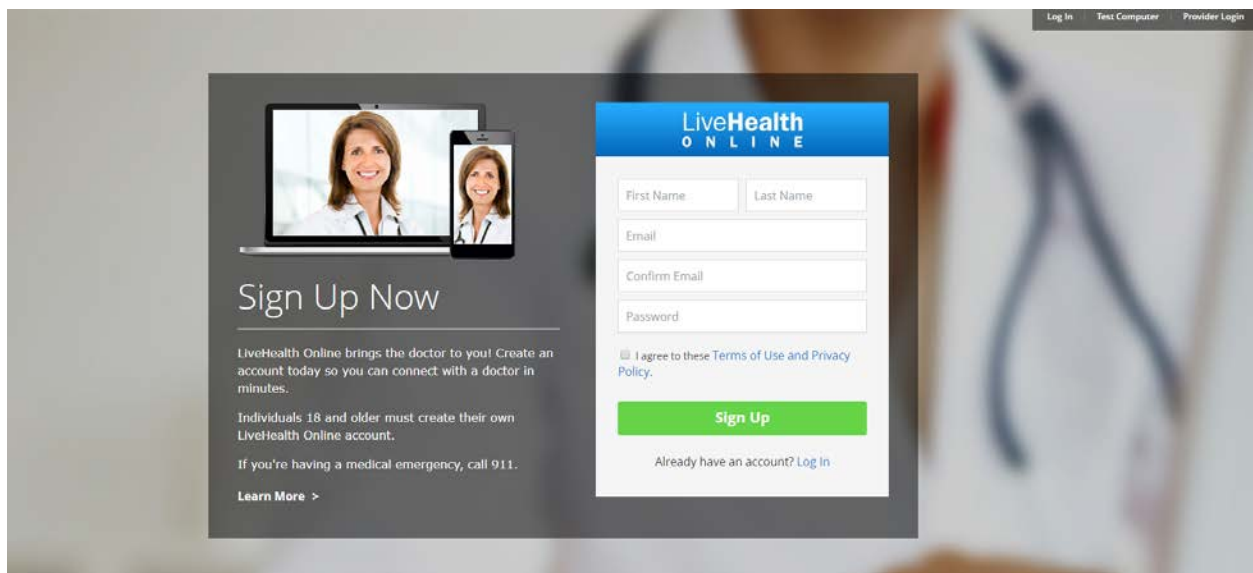 Log In Test Computer Provider Login
LiveHealth
ONLINE
First Name Last Name
Email
Confirm Email
Password
I agree to these Terms of Use and Privacy
Policy.
Sign Up
Already have an account? Log In
Sign Up Now
LiveHealth Online brings the doctor to you! Create an
account today so you can connect with a doctor in
minutes.
Individuals 18 and older must create their own
LiveHealth Online account.
If you're having a medical emergency, call 911.
Learn More >